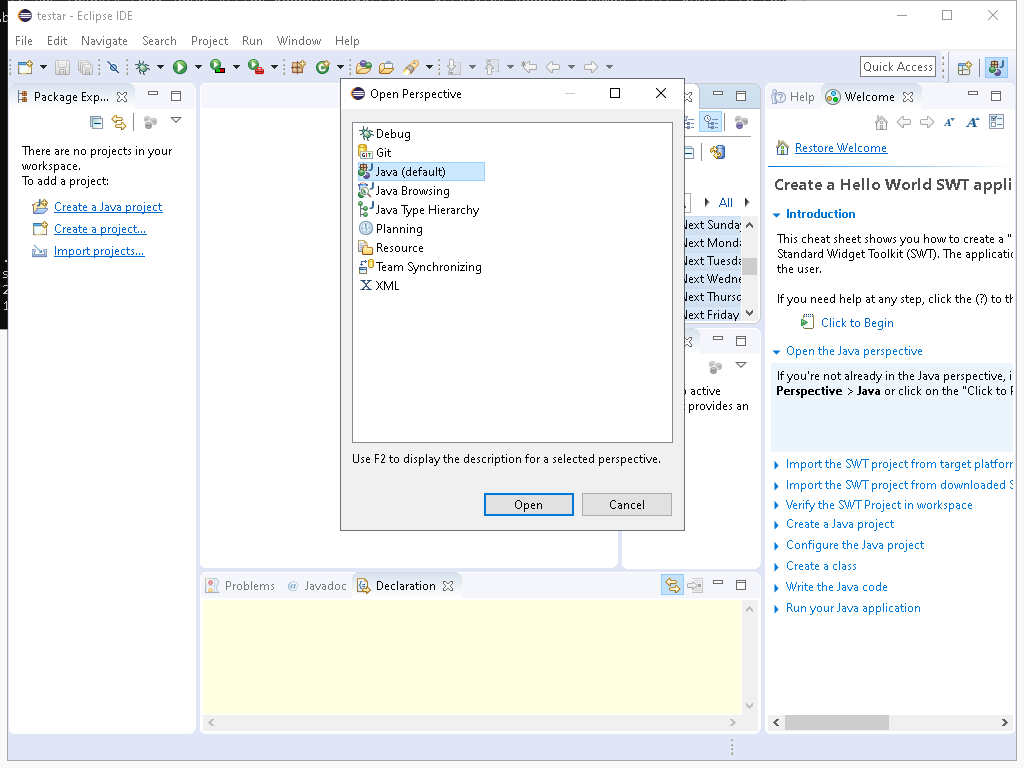 testar - Eclipse IDE
File Edit Navigate Search Project Run Window Help
Quick Access
Package Exp...
There are no projects in your
workspace.
To add a project:
Create a Java project
Create a project...
Import projects...
Open Perspective
Debug
Git
Java (default)
Java Browsing
Java Type Hierarchy
Planning
Resource
Team Synchronizing
XML
Use F2 to display the description for a selected perspective.
Open Cancel
All
Next Sunday
Next Monda
Next Tuesda
Next Wedne
Next Thursd
Next Friday
active
provides an
Problems @ Javadoc Declaration
Help Welcome
Restore Welcome
Create a Hello World SWT appli
Introduction
This cheat sheet shows you how to create a "
Standard Widget Toolkit (SWT). The applicatio
the user.
If you need help at any step, click the (?) to th
Click to Begin
Open the Java perspective
If you're not already in the Java perspective, i
Perspective > Java or click on the "Click to P
Import the SWT project from target platform
Import the SWT project from downloaded S
Verify the SWT Project in workspace
Create a Java project
Configure the Java project
Create a class
Write the Java code
Run your Java application